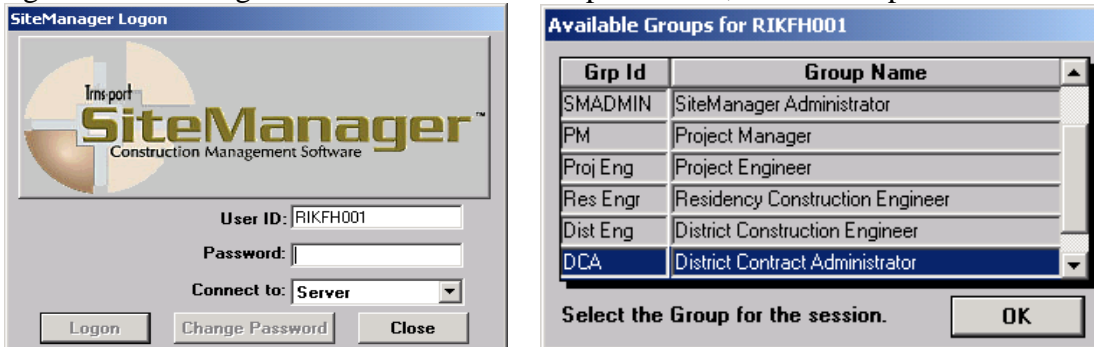 SiteManager Logon
Trns·port
SiteManager™
Construction Management Software
User ID: RIKFH001
Password:
Connect to: Server
Logon Change Password Close
Available Groups for RIKFH001
Grp Id Group Name
SMADMIN SiteManager Administrator
PM Project Manager
Proj Eng Project Engineer
Res Engr Residency Construction Engineer
Dist Eng District Construction Engineer
DCA District Contract Administrator
Select the Group for the session. OK